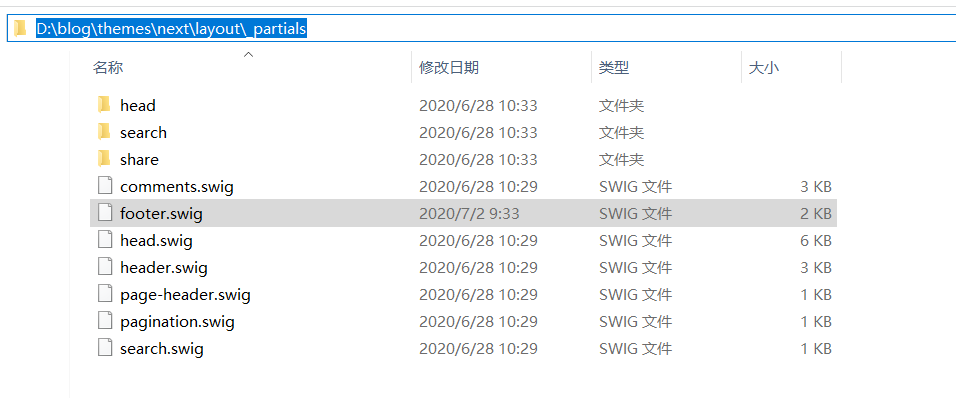 D:\blog\themes\next\layout\_partials
名称 修改日期 类型 大小
head 2020/6/28 10:33 文件夹
search 2020/6/28 10:33 文件夹
share 2020/6/28 10:33 文件夹
comments.swig 2020/6/28 10:29 SWIG 文件 3 KB
footer.swig 2020/7/2 9:33 SWIG 文件 2 KB
head.swig 2020/6/28 10:29 SWIG 文件 6 KB
header.swig 2020/6/28 10:29 SWIG 文件 3 KB
page-header.swig 2020/6/28 10:29 SWIG 文件 1 KB
pagination.swig 2020/6/28 10:29 SWIG 文件 1 KB
search.swig 2020/6/28 10:29 SWIG 文件 1 KB